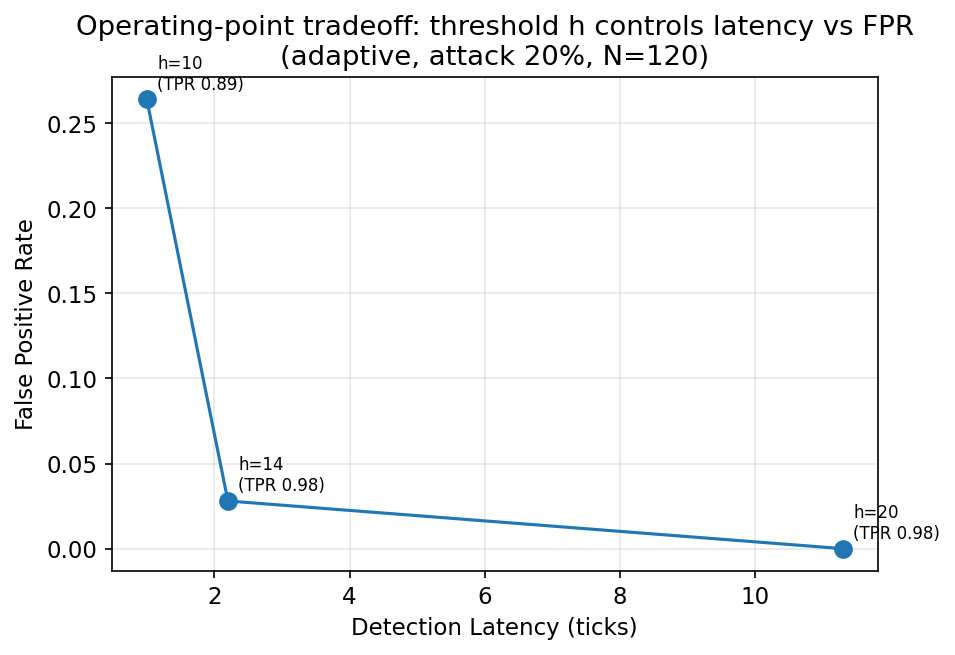 Operating-point tradeoff: threshold h controls latency vs FPR
(adaptive, attack 20%, N=120)
h=10
(TPR 0.89)
0.25
0.20
0.15
0.10
0.05
0.00
False Positive Rate
h=14
(TPR 0.98)
h=20
(TPR 0.98)
2
4
6
8
10
Detection Latency (ticks)